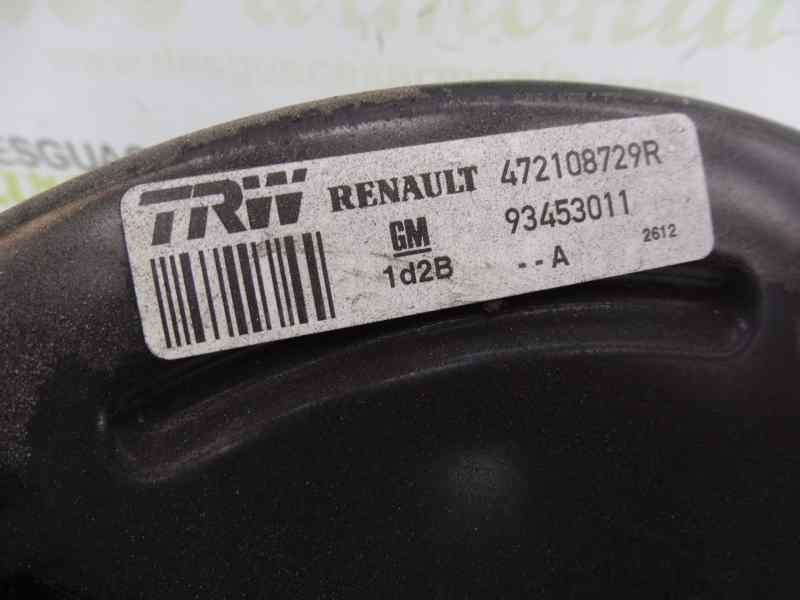 TRW RENAULT 472108729R
GM 93453011
1d2B --A 2612